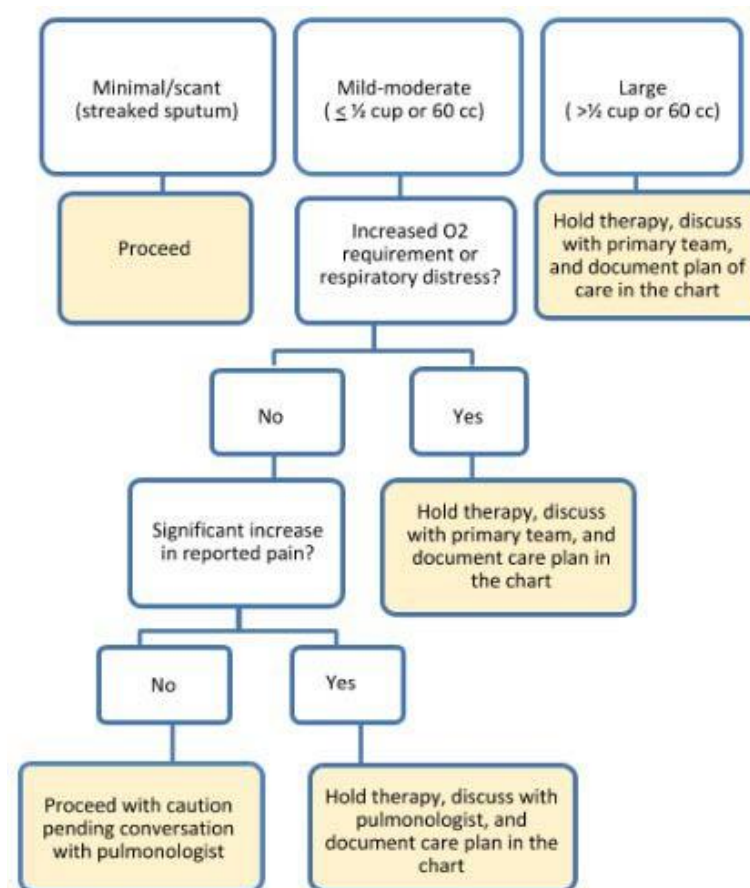 Minimal/scant
(streaked sputum)
Mild-moderate
( ≤ ½ cup or 60 cc)
Large
( >½ cup or 60 cc)
Proceed
Increased O2
requirement or
respiratory distress?
Hold therapy, discuss
with primary team,
and document plan of
care in the chart
No
Yes
Significant increase
in reported pain?
Hold therapy, discuss
with primary team, and
document care plan in
the chart
No
Yes
Proceed with caution
pending conversation
with pulmonologist
Hold therapy, discuss with
pulmonologist, and
document care plan in the
chart